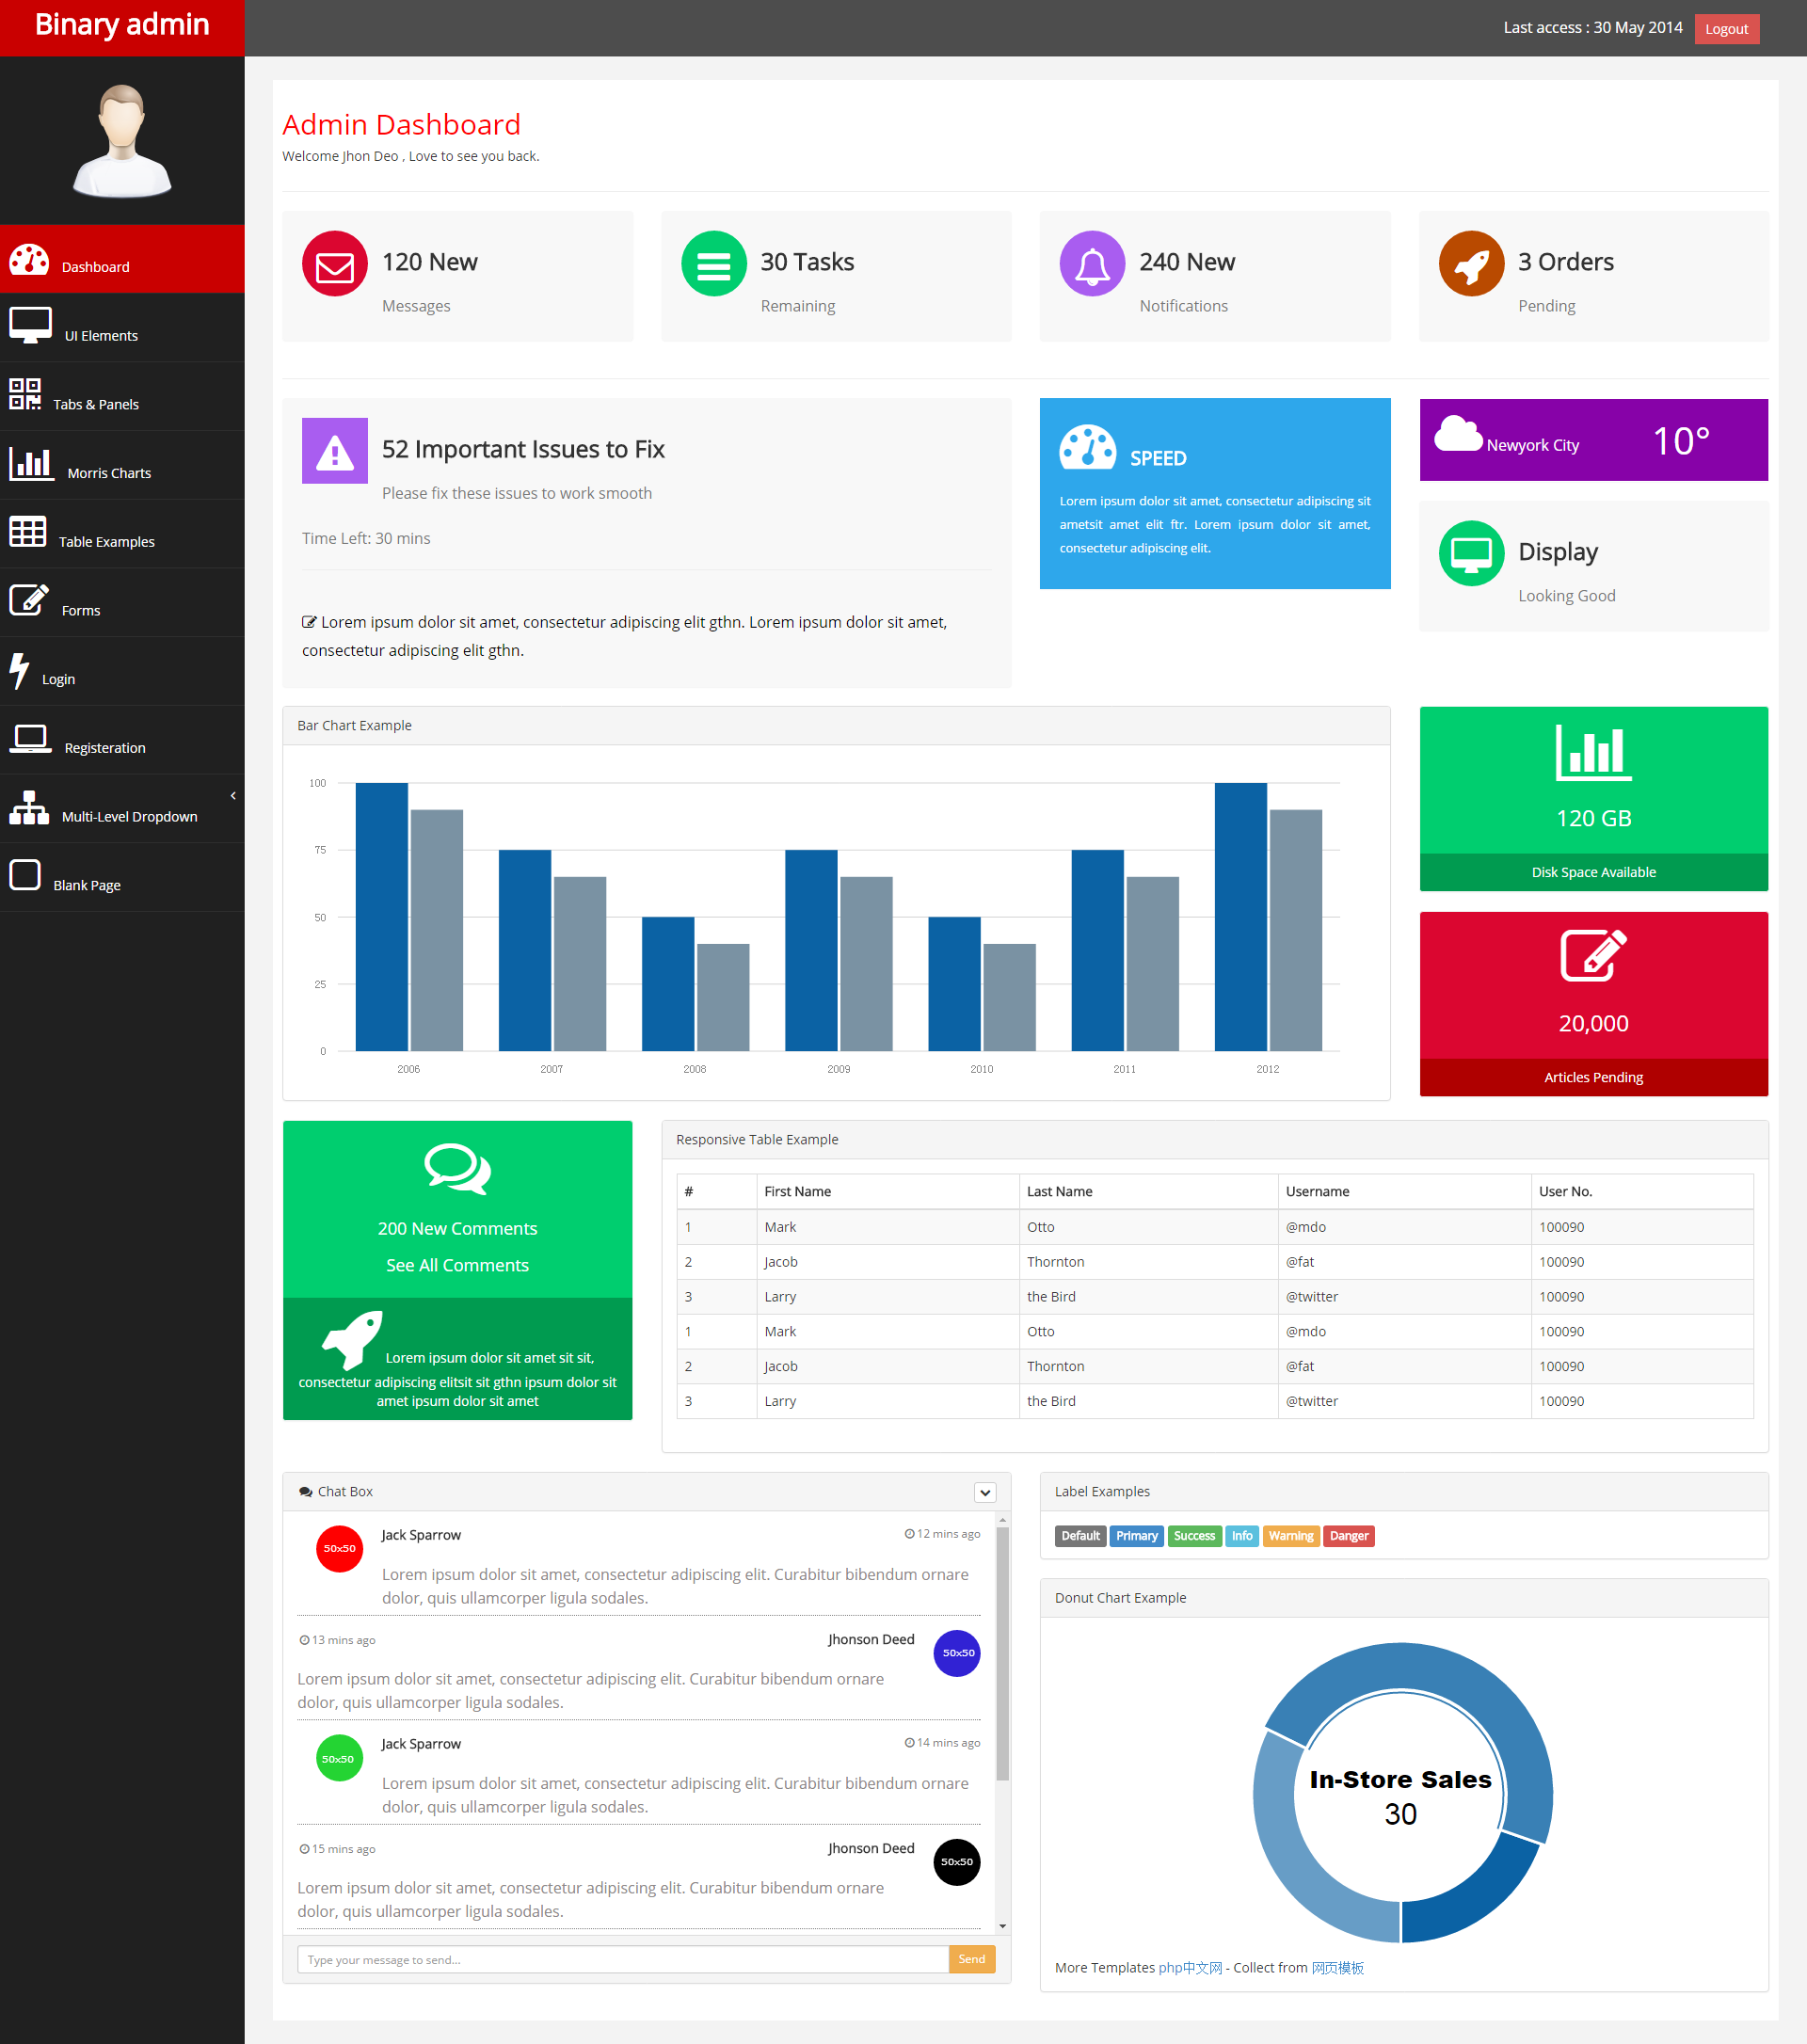 Binary admin
Last access : 30 May 2014 Logout
Dashboard
UI Elements
Tabs & Panels
Morris Charts
Table Examples
Forms
Login
Registeration
Multi-Level Dropdown
Blank Page
Admin Dashboard
Welcome Jhon Deo , Love to see you back.
120 New
Messages
30 Tasks
Remaining
240 New
Notifications
3 Orders
Pending
52 Important Issues to Fix
Please fix these issues to work smooth
Time Left: 30 mins
Lorem ipsum dolor sit amet, consectetur adipiscing elit gthn. Lorem ipsum dolor sit amet,
consectetur adipiscing elit gthn.
SPEED
Lorem ipsum dolor sit amet, consectetur adipiscing sit
ametsit amet elit ftr. Lorem ipsum dolor sit amet,
consectetur adipiscing elit.
Newyork City 10°
Display
Looking Good
Bar Chart Example
100
75
50
25
0
2006 2007 2008 2009 2010 2011 2012
120 GB
Disk Space Available
20,000
Articles Pending
200 New Comments
See All Comments
Lorem ipsum dolor sit amet sit sit,
consectetur adipiscing elitsit sit gthn ipsum dolor sit
amet ipsum dolor sit amet
Responsive Table Example
# First Name Last Name Username User No.
1 Mark Otto @mdo 100090
2 Jacob Thornton @fat 100090
3 Larry the Bird @twitter 100090
1 Mark Otto @mdo 100090
2 Jacob Thornton @fat 100090
3 Larry the Bird @twitter 100090
Chat Box
50x50 Jack Sparrow 12 mins ago
Lorem ipsum dolor sit amet, consectetur adipiscing elit. Curabitur bibendum ornare
dolor, quis ullamcorper ligula sodales.
13 mins ago Jhonson Deed 50x50
Lorem ipsum dolor sit amet, consectetur adipiscing elit. Curabitur bibendum ornare
dolor, quis ullamcorper ligula sodales.
50x50 Jack Sparrow 14 mins ago
Lorem ipsum dolor sit amet, consectetur adipiscing elit. Curabitur bibendum ornare
dolor, quis ullamcorper ligula sodales.
15 mins ago Jhonson Deed 50x50
Lorem ipsum dolor sit amet, consectetur adipiscing elit. Curabitur bibendum ornare
dolor, quis ullamcorper ligula sodales.
Type your message to send... Send
Label Examples
Default Primary Success Info Warning Danger
Donut Chart Example
In-Store Sales
30
More Templates php中文网 - Collect from 网页模板